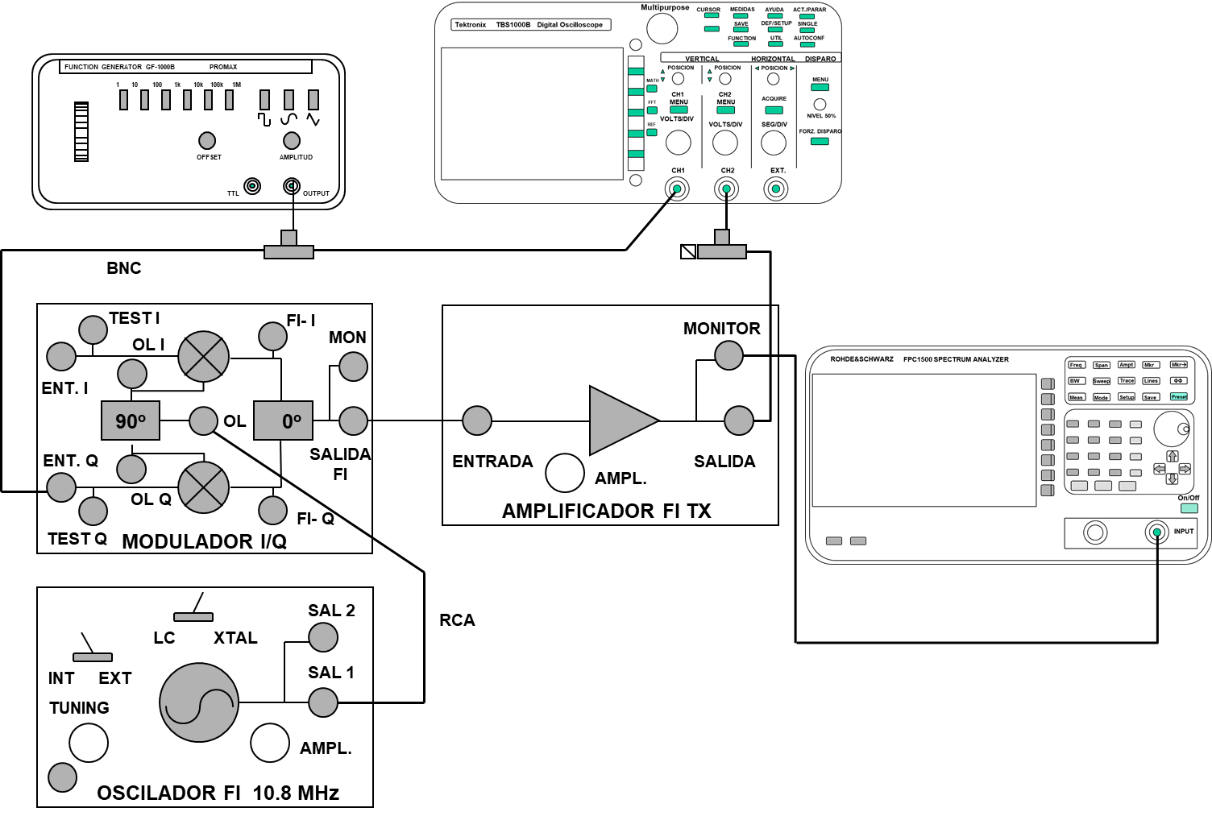 FUNCTION GENERATOR GF-1000B PROMAX
1 10 100 1k 10k 100k 1M
OFFSET
AMPLITUD
TTL
OUTPUT
Tektronix TBS1000B Digital Oscilloscope
Multipurpose
CURSOR MEDIDAS AYUDA ACT./PARAR
SAVE DEF/SETUP SINGLE
FUNCTION UTIL AUTOCONF
VERTICAL HORIZONTAL DISPARO
POSICION POSICION POSICION
MATH
FFT
REF
CH1 MENU
CH2 MENU
ACQUIRE
MENU
NIVEL 50%
FORZ. DISPARO
VOLTS/DIV VOLTS/DIV SEG/DIV
CH1 CH2 EXT.
BNC
TEST I
OL I
FI- I
MON
ENT. I
90º
OL
0º
SALIDA
FI
ENT. Q
OL Q
FI- Q
TEST Q
MODULADOR I/Q
MONITOR
ENTRADA
AMPL.
SALIDA
AMPLIFICADOR FI TX
ROHDE&SCHWARZ FPC1500 SPECTRUM ANALYZER
Freq Span Ampt Mkr Mkr→
BW Sweep Trace Lines
Meas Mode Setup Save Preset
On/Off
INPUT
RCA
LC XTAL
SAL 2
SAL 1
INT EXT
TUNING
AMPL.
OSCILADOR FI 10.8 MHz